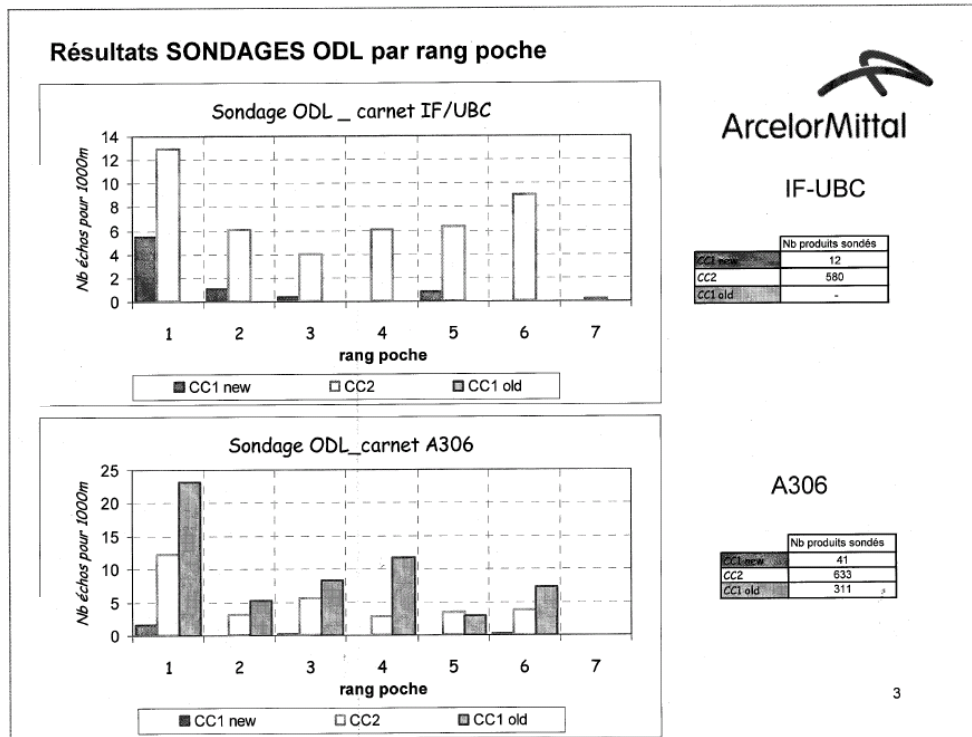 Résultats SONDAGES ODL par rang poche
ArcelorMittal
Sondage ODL _ carnet IF/UBC
Nb échos pour 1000m
14
12
10
8
6
4
2
0
1 2 3 4 5 6 7
rang poche
CC1 new CC2 CC1 old
IF-UBC
Nb produits sondés
CC1 new 12
CC2 580
CC1 old -
Sondage ODL_carnet A306
Nb échos pour 1000m
25
20
15
10
5
0
1 2 3 4 5 6 7
rang poche
CC1 new CC2 CC1 old
A306
Nb produits sondés
CC1 new 41
CC2 633
CC1 old 311
3